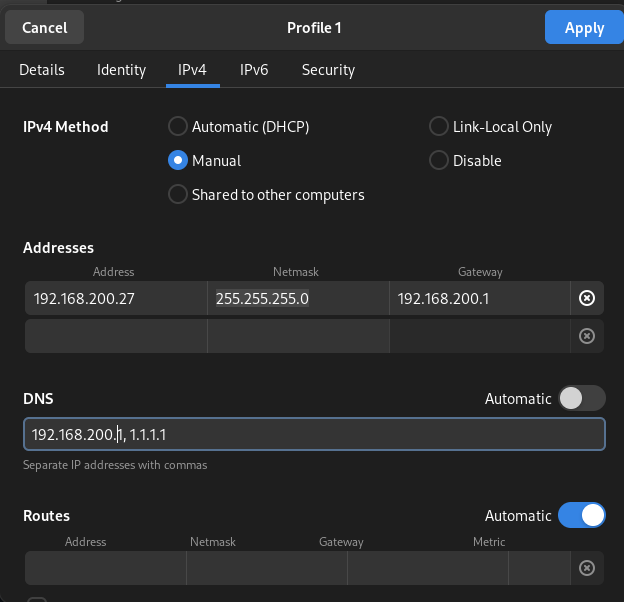 Cancel Profile 1 Apply
Details Identity IPv4 IPv6 Security
IPv4 Method Automatic (DHCP) Link-Local Only
Manual Disable
Shared to other computers
Addresses
Address Netmask Gateway
192.168.200.27 255.255.255.0 192.168.200.1
DNS Automatic
192.168.200.1, 1.1.1.1
Separate IP addresses with commas
Routes Automatic
Address Netmask Gateway Metric